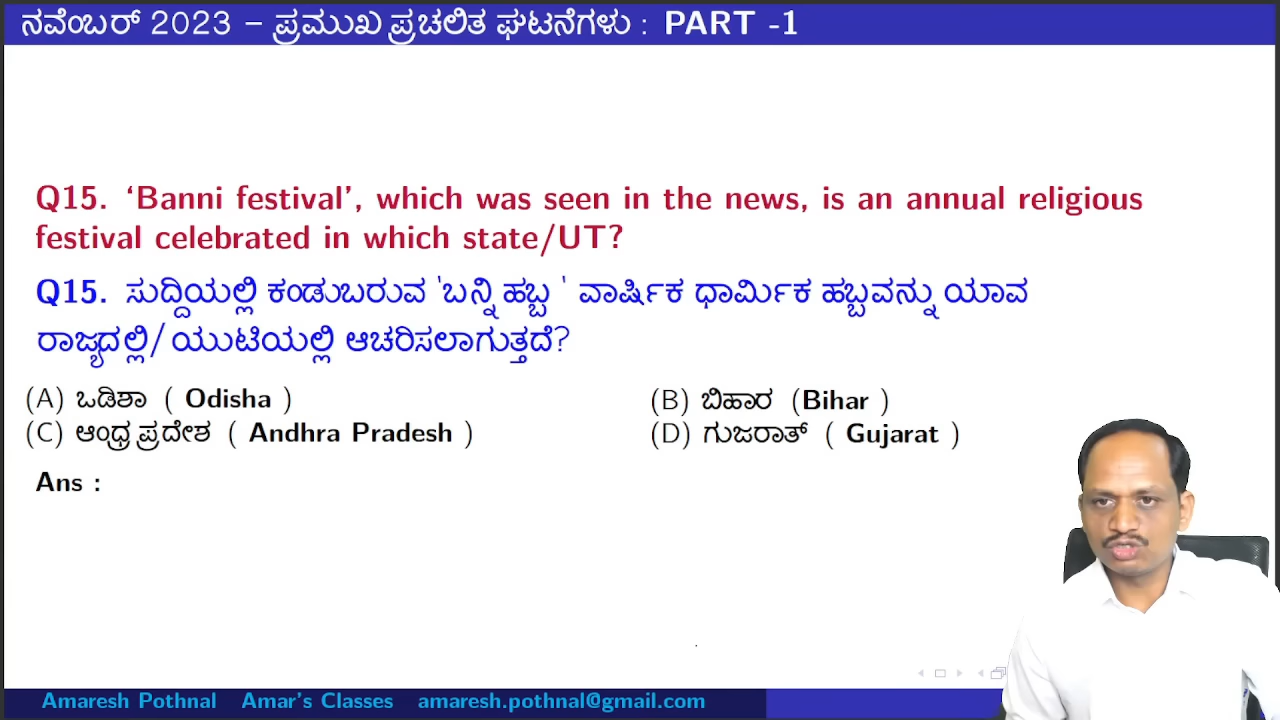 ನವೆಂಬರ್ 2023 – ಪ್ರಮುಖ ಪ್ರಚಲಿತ ಘಟನೆಗಳು : PART -1
Q15. ‘Banni festival’, which was seen in the news, is an annual religious
festival celebrated in which state/UT?
Q15. ಸುದ್ದಿಯಲ್ಲಿ ಕಂಡುಬರುವ 'ಬನ್ನಿ ಹಬ್ಬ ' ವಾರ್ಷಿಕ ಧಾರ್ಮಿಕ ಹಬ್ಬವನ್ನು ಯಾವ
ರಾಜ್ಯದಲ್ಲಿ/ ಯುಟಿಯಲ್ಲಿ ಆಚರಿಸಲಾಗುತ್ತದೆ?
(A) ಒಡಿಶಾ ( Odisha )
(B) ಬಿಹಾರ (Bihar )
(C) ಆಂಧ್ರ ಪ್ರದೇಶ ( Andhra Pradesh )
(D) ಗುಜರಾತ್ ( Gujarat )
Ans :
Amaresh Pothnal Amar's Classes amaresh.pothnal@gmail.com